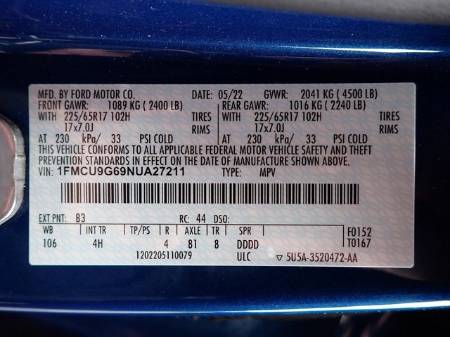 MFD. BY FORD MOTOR CO. 05/22 GVWR: 2041 KG (4500 LB)
FRONT GAWR: 1089 KG (2400 LB) REAR GAWR: 1016 KG (2240 LB)
WITH 225/65R17 102H TIRES WITH 225/65R17 102H TIRES
17x7.0J RIMS 17x7.0J RIMS
AT 230 kPa/ 33 PSI COLD AT 230 kPa/ 33 PSI COLD
THIS VEHICLE CONFORMS TO ALL APPLICABLE FEDERAL MOTOR VEHICLE SAFETY
STANDARDS IN EFFECT ON THE DATE OF MANUFACTURE SHOWN ABOVE.
VIN: 1FMCU9G69NUA27211 TYPE: MPV
EXT PNT: B3 RC: 44 DSO:
WB INT TR TP/PS R AXLE TR SPR F0152
106 4H 4 B1 8 DDDD T0167
1202205110079 ULC ▽ 5U5A-3520472-AA